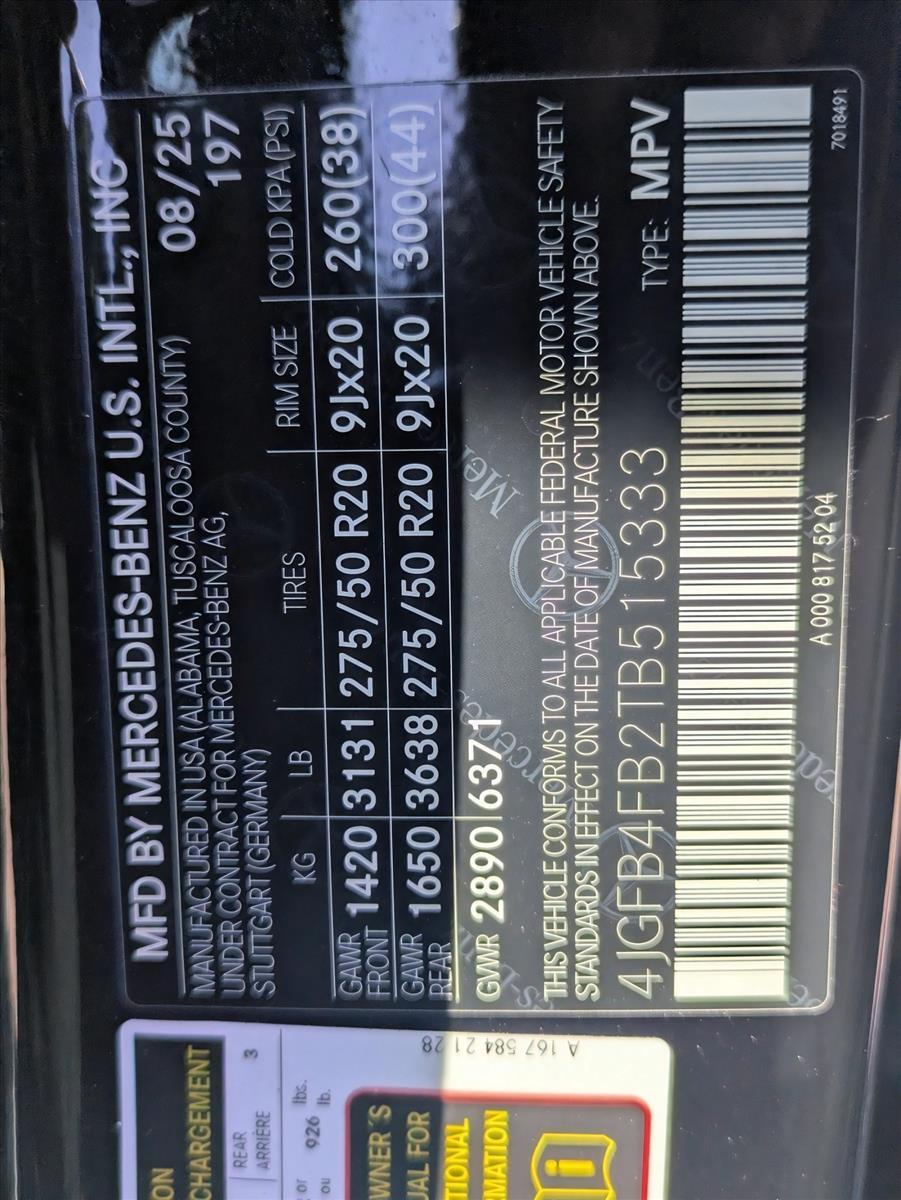 MFD BY MERCEDES-BENZ U.S. INTL., INC
MANUFACTURED IN USA (ALABAMA, TUSCALOOSA COUNTY) 08/25
UNDER CONTRACT FOR MERCEDES-BENZ AG, 197
STUTTGART (GERMANY)
KG LB TIRES RIM SIZE COLD KPA(PSI)
GAWR FRONT 1420 3131 275/50 R20 9Jx20 260(38)
GAWR REAR 1650 3638 275/50 R20 9Jx20 300(44)
GVWR 2890 6371
THIS VEHICLE CONFORMS TO ALL APPLICABLE FEDERAL MOTOR VEHICLE SAFETY
STANDARDS IN EFFECT ON THE DATE OF MANUFACTURE SHOWN ABOVE.
4JGFB4FB2TB515333 TYPE: MPV
A 000 817 52 04
7018491
CHARGEMENT
REAR
ARRIÈRE 3
or 926 lbs.
ou lb.
A 167 584 21 28